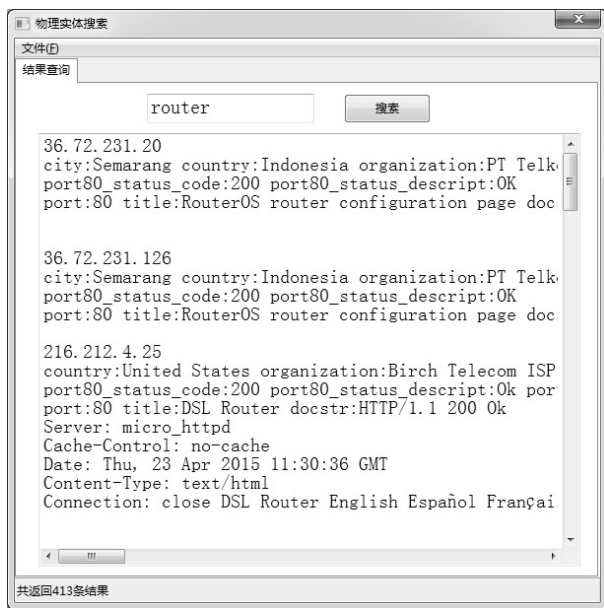 物理实体搜索
文件(F)
结果查询
router 搜索
36.72.231.20
city:Semarang country:Indonesia organization:PT Telk
port80_status_code:200 port80_status_descript:OK
port:80 title:RouterOS router configuration page doc
36.72.231.126
city:Semarang country:Indonesia organization:PT Telk
port80_status_code:200 port80_status_descript:OK
port:80 title:RouterOS router configuration page doc
216.212.4.25
country:United States organization:Birch Telecom ISP
port80_status_code:200 port80_status_descript:Ok por
port:80 title:DSL Router docstr:HTTP/1.1 200 Ok
Server: micro_httpd
Cache-Control: no-cache
Date: Thu, 23 Apr 2015 11:30:36 GMT
Content-Type: text/html
Connection: close DSL Router English Español Françai
共返回413条结果